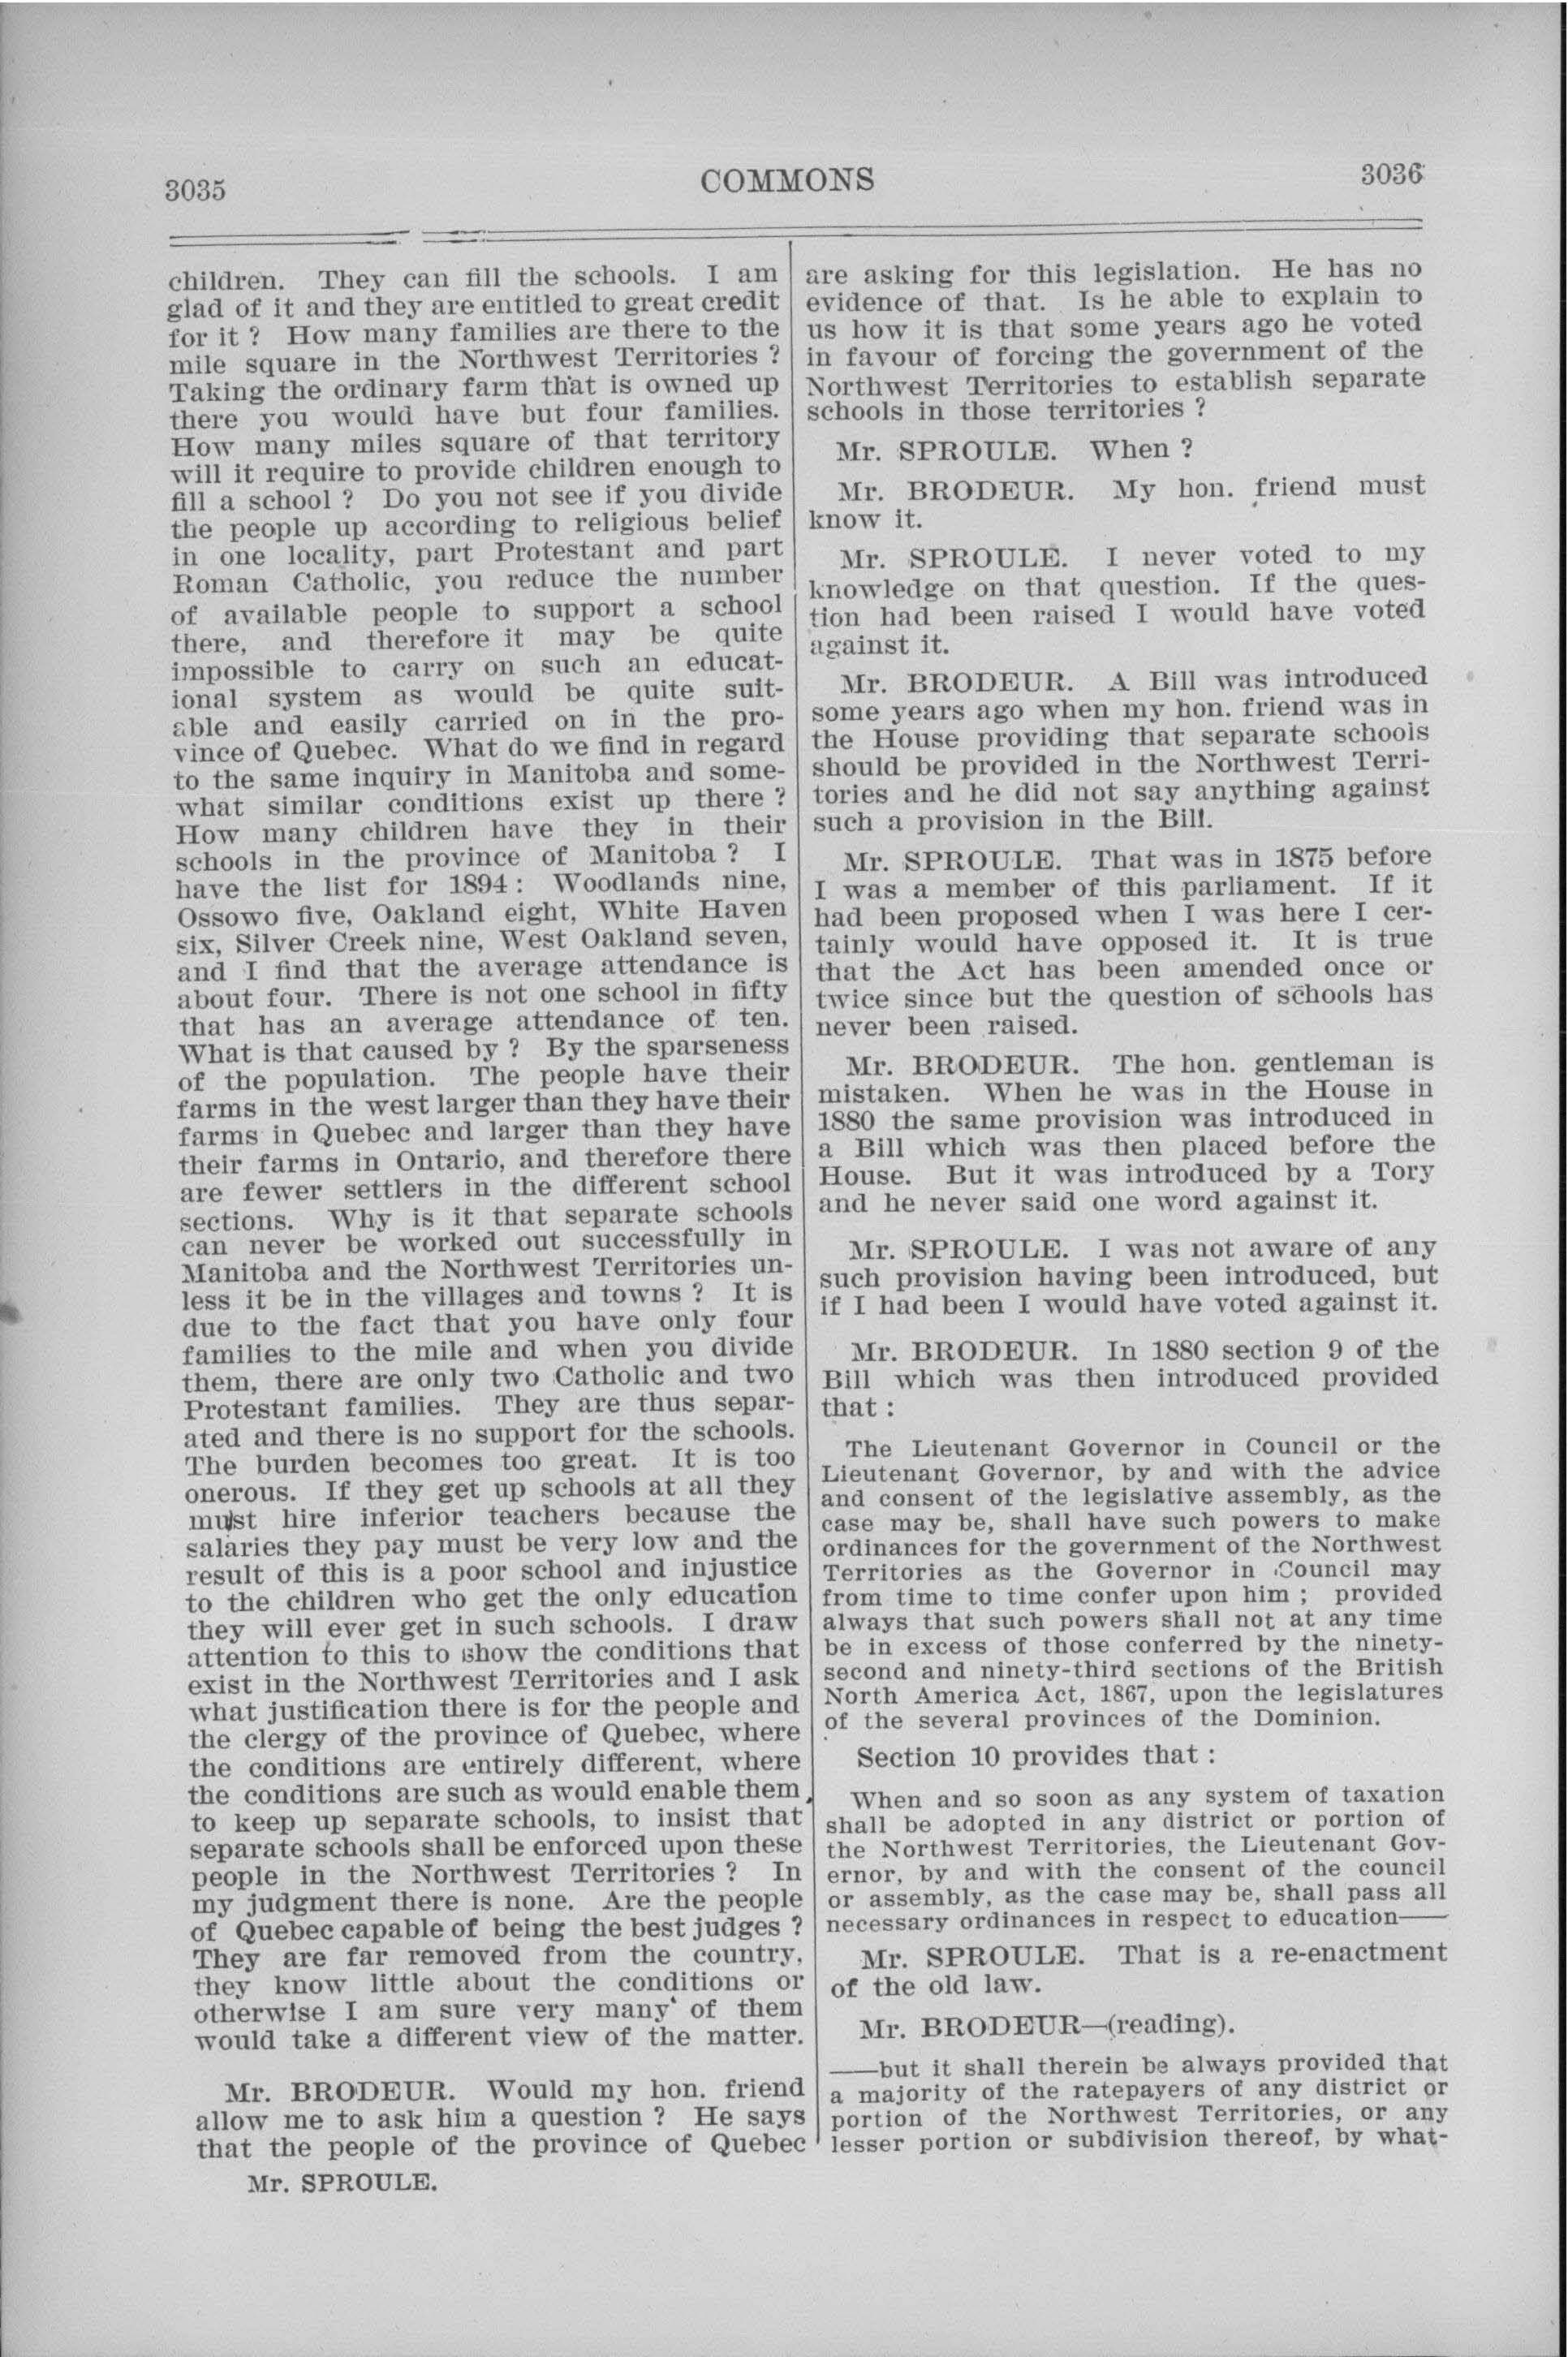 3035
COMMONS
3036
children. They can fill the schools. I am
glad of it and they are entitled to great credit
for it ? How many families are there to the
mile square in the Northwest Territories ?
Taking the ordinary farm that is owned up
there you would have but four families.
How many miles square of that territory
will it require to provide children enough to
fill a school ? Do you not see if you divide
the people up according to religious belief
in one locality, part Protestant and part
Roman Catholic, you reduce the number
of available people to support a school
there, and therefore it may be quite
impossible to carry on such an educat-
ional system as would be quite suit-
able and easily carried on in the pro-
vince of Quebec. What do we find in regard
to the same inquiry in Manitoba and some-
what similar conditions exist up there ?
How many children have they in their
schools in the province of Manitoba ? I
have the list for 1894 : Woodlands nine,
Ossowo five, Oakland eight, White Haven
six, Silver Creek nine, West Oakland seven,
and I find that the average attendance is
about four. There is not one school in fifty
that has an average attendance of ten.
What is that caused by ? By the sparseness
of the population. The people have their
farms in the west larger than they have their
farms in Quebec and larger than they have
their farms in Ontario, and therefore there
are fewer settlers in the different school
sections. Why is it that separate schools
can never be worked out successfully in
Manitoba and the Northwest Territories un-
less it be in the villages and towns ? It is
due to the fact that you have only four
families to the mile and when you divide
them, there are only two Catholic and two
Protestant families. They are thus separ-
ated and there is no support for the schools.
The burden becomes too great. It is too
onerous. If they get up schools at all they
must hire inferior teachers because the
salaries they pay must be very low and the
result of this is a poor school and injustice
to the children who get the only education
they will ever get in such schools. I draw
attention to this to show the conditions that
exist in the Northwest Territories and I ask
what justification there is for the people and
the clergy of the province of Quebec, where
the conditions are entirely different, where
the conditions are such as would enable them
to keep up separate schools, to insist that
separate schools shall be enforced upon these
people in the Northwest Territories ? In
my judgment there is none. Are the people
of Quebec capable of being the best judges ?
They are far removed from the country,
they know little about the conditions or
otherwise I am sure very many of them
would take a different view of the matter.
Mr. BRODEUR. Would my hon. friend
allow me to ask him a question ? He says
that the people of the province of Quebec
Mr. SPROULE.
are asking for this legislation. He has no
evidence of that. Is he able to explain to
us how it is that some years ago he voted
in favour of forcing the government of the
Northwest Territories to establish separate
schools in those territories ?
Mr. SPROULE. When ?
Mr. BRODEUR. My hon. friend must
know it.
Mr. SPROULE. I never voted to my
knowledge on that question. If the ques-
tion had been raised I would have voted
against it.
Mr. BRODEUR. A Bill was introduced
some years ago when my hon. friend was in
the House providing that separate schools
should be provided in the Northwest Terri-
tories and he did not say anything against
such a provision in the Bill.
Mr. SPROULE. That was in 1875 before
I was a member of this parliament. If it
had been proposed when I was here I cer-
tainly would have opposed it. It is true
that the Act has been amended once or
twice since but the question of schools has
never been raised.
Mr. BRODEUR. The hon. gentleman is
mistaken. When he was in the House in
1880 the same provision was introduced in
a Bill which was then placed before the
House. But it was introduced by a Tory
and he never said one word against it.
Mr. SPROULE. I was not aware of any
such provision having been introduced, but
if I had been I would have voted against it.
Mr. BRODEUR. In 1880 section 9 of the
Bill which was then introduced provided
that :
The Lieutenant Governor in Council or the
Lieutenant Governor, by and with the advice
and consent of the legislative assembly, as the
case may be, shall have such powers to make
ordinances for the government of the Northwest
Territories as the Governor in Council may
from time to time confer upon him ; provided
always that such powers shall not at any time
be in excess of those conferred by the ninety-
second and ninety-third sections of the British
North America Act, 1867, upon the legislatures
of the several provinces of the Dominion.
Section 10 provides that :
When and so soon as any system of taxation
shall be adopted in any district or portion of
the Northwest Territories, the Lieutenant Gov-
ernor, by and with the consent of the council
or assembly, as the case may be, shall pass all
necessary ordinances in respect to education——
Mr. SPROULE. That is a re-enactment
of the old law.
Mr. BRODEUR—(reading).
——but it shall therein be always provided that
a majority of the ratepayers of any district or
portion of the Northwest Territories, or any
lesser portion or subdivision thereof, by what-